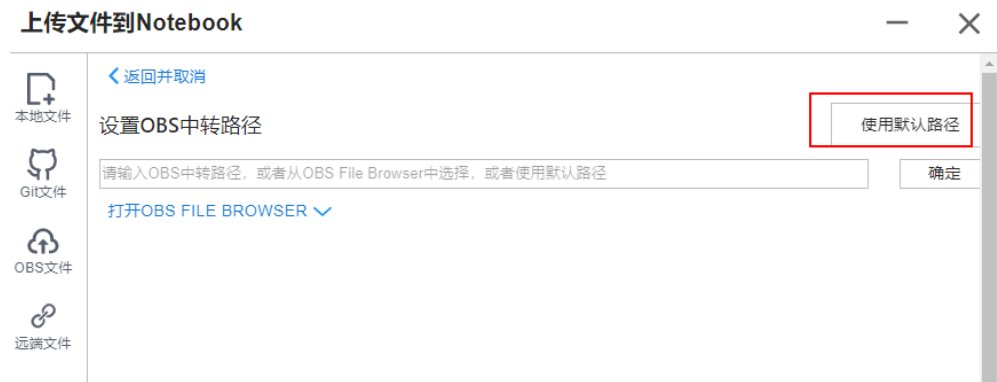 上传文件到Notebook
返回并取消
本地文件
设置OBS中转路径
使用默认路径
请输入OBS中转路径，或者从OBS File Browser中选择，或者使用默认路径
确定
Git文件
打开OBS FILE BROWSER
OBS文件
远端文件